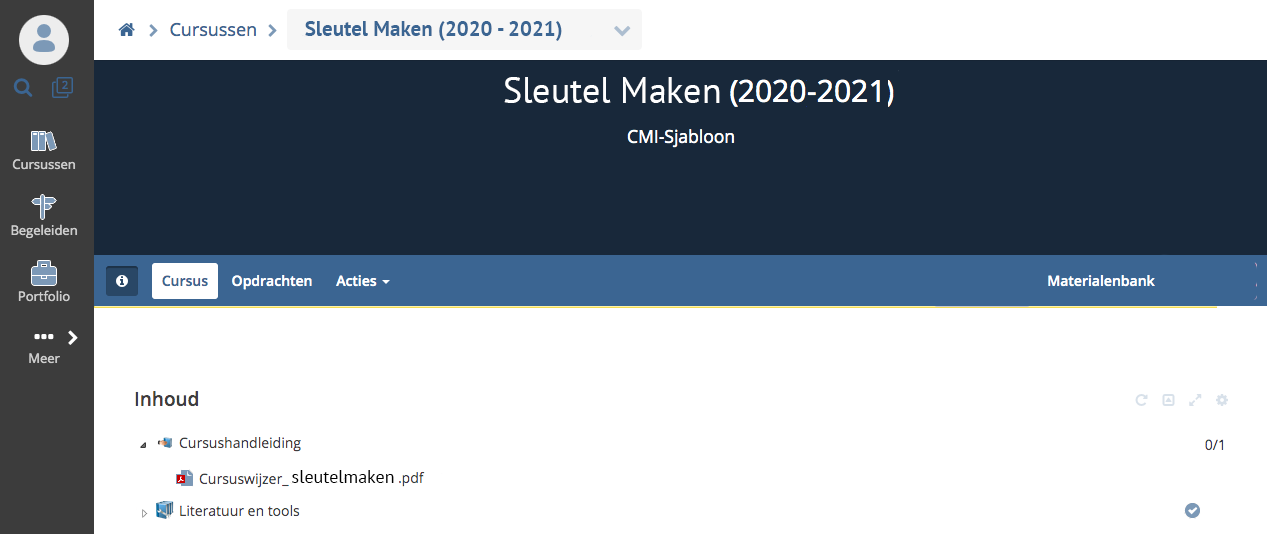 Cursussen
Sleutel Maken (2020 - 2021)
2
Cursussen
Begeleiden
Portfolio
Meer
Sleutel Maken (2020-2021)
CMI-Sjabloon
Cursus
Opdrachten
Acties
Materialenbank
Inhoud
Cursushandleiding
0/1
Cursuswijzer_ sleutelmaken .pdf
Literatuur en tools